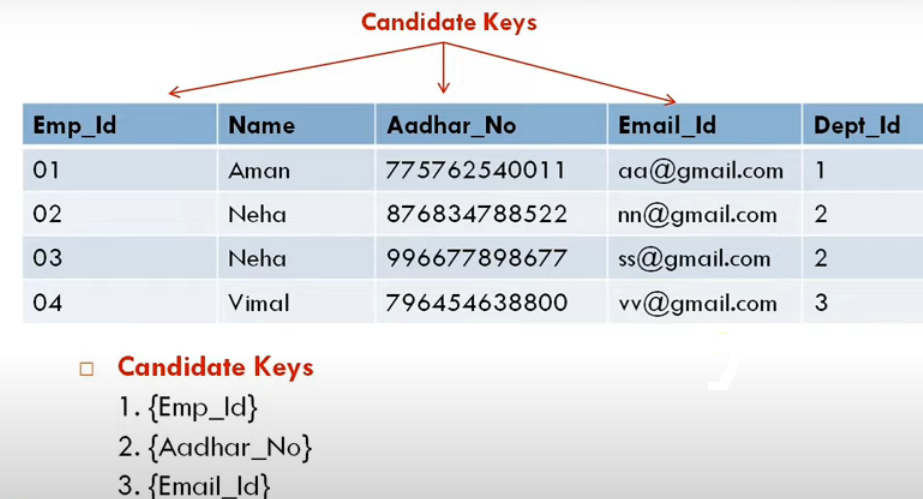 Candidate Keys
Emp_Id Name Aadhar_No Email_Id Dept_Id
01 Aman 775762540011 aa@gmail.com 1
02 Neha 876834788522 nn@gmail.com 2
03 Neha 996677898677 ss@gmail.com 2
04 Vimal 796454638800 vv@gmail.com 3
Candidate Keys
1. {Emp_Id}
2. {Aadhar_No}
3. {Email_Id}